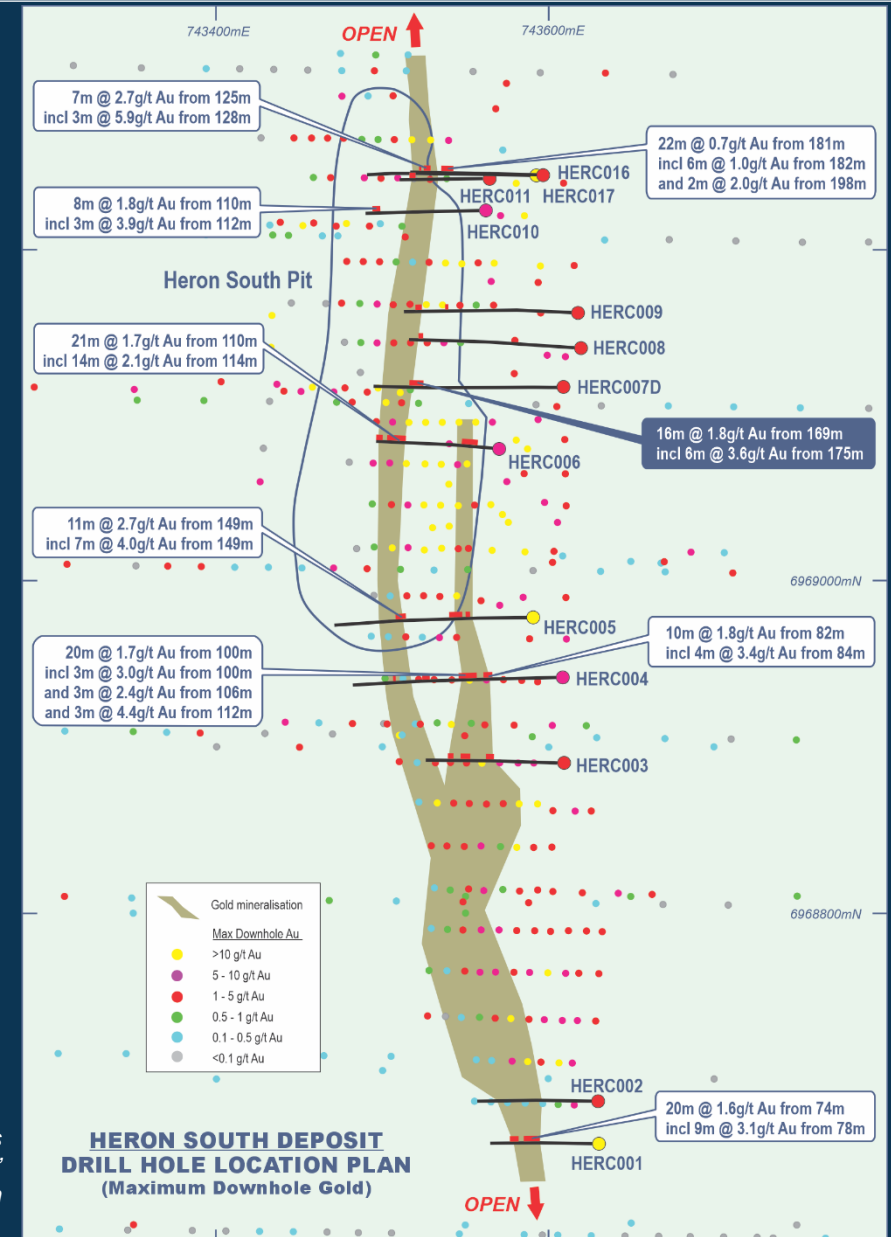 743400mE
743600mE
OPEN
7m @ 2.7g/t Au from 125m
incl 3m @ 5.9g/t Au from 128m
22m @ 0.7g/t Au from 181m
incl 6m @ 1.0g/t Au from 182m
and 2m @ 2.0g/t Au from 198m
HERC016
HERC011
HERC017
8m @ 1.8g/t Au from 110m
incl 3m @ 3.9g/t Au from 112m
HERC010
Heron South Pit
HERC009
21m @ 1.7g/t Au from 110m
incl 14m @ 2.1g/t Au from 114m
HERC008
HERC007D
16m @ 1.8g/t Au from 169m
incl 6m @ 3.6g/t Au from 175m
HERC006
11m @ 2.7g/t Au from 149m
incl 7m @ 4.0g/t Au from 149m
6969000mN
HERC005
20m @ 1.7g/t Au from 100m
incl 3m @ 3.0g/t Au from 100m
and 3m @ 2.4g/t Au from 106m
and 3m @ 4.4g/t Au from 112m
10m @ 1.8g/t Au from 82m
incl 4m @ 3.4g/t Au from 84m
HERC004
HERC003
6968800mN
Gold mineralisation
Max Downhole Au
>10 g/t Au
5 - 10 g/t Au
1 - 5 g/t Au
0.5 - 1 g/t Au
0.1 - 0.5 g/t Au
<0.1 g/t Au
HERC002
20m @ 1.6g/t Au from 74m
incl 9m @ 3.1g/t Au from 78m
HERC001
HERON SOUTH DEPOSIT
DRILL HOLE LOCATION PLAN
(Maximum Downhole Gold)
OPEN